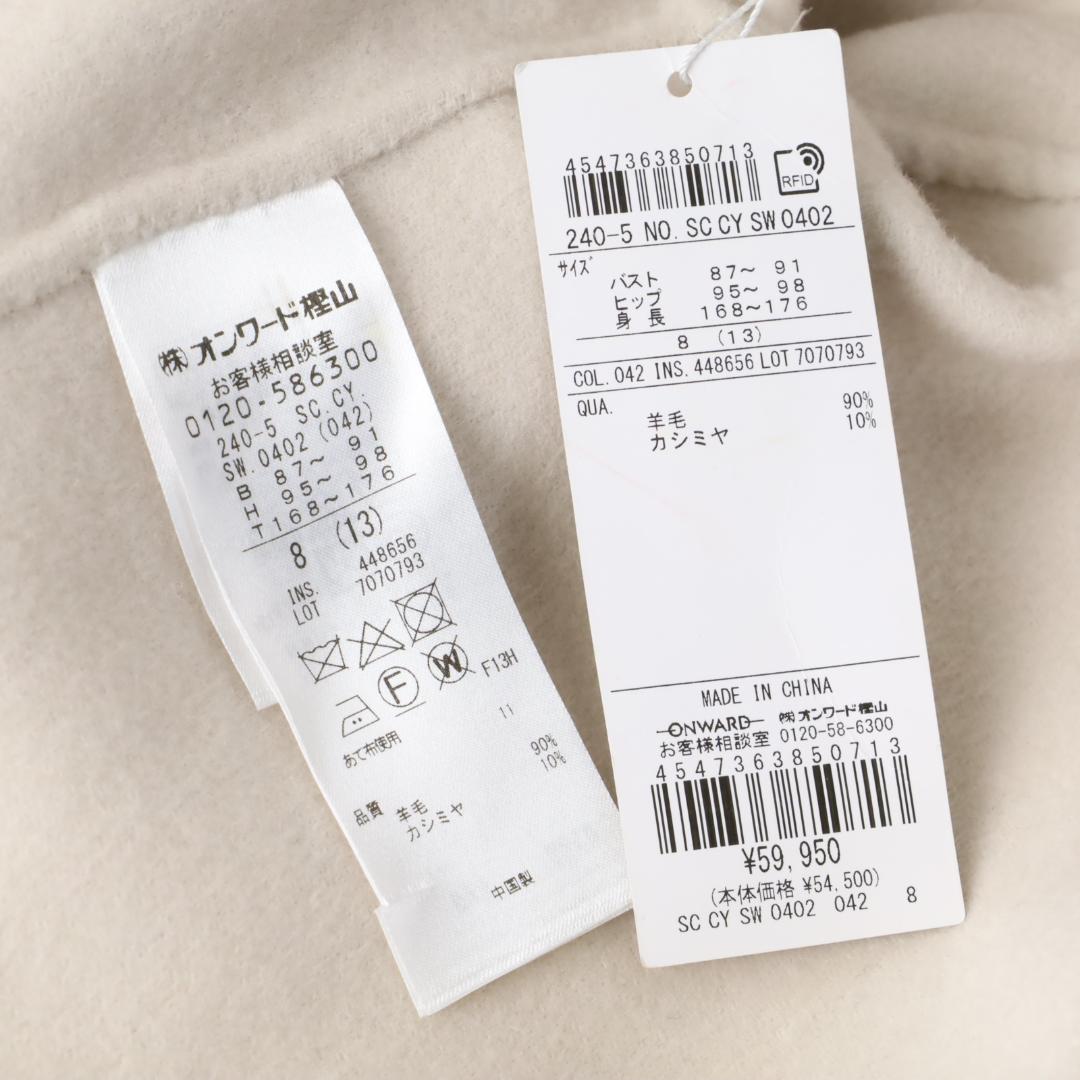 ㈱オンワード樫山
お客様相談室
0120-586300
240-5 SC.CY.
SW.0402 (042)
B 87～ 91
H 95～ 98
T 168～176
8 (13)
INS. 448656
LOT 7070793
F W F13H
あて布使用
11
品質 羊毛 90%
カシミヤ 10%
中国製
4547363850713
RFID
240-5 NO. SC CY SW 0402
サイズ
バスト 87～ 91
ヒップ 95～ 98
身長 168～176
8 (13)
COL. 042 INS. 448656 LOT 7070793
QUA.
羊毛 90%
カシミヤ 10%
MADE IN CHINA
ONWARD ㈱オンワード樫山
お客様相談室 0120-58-6300
4547363850713
¥59,950
(本体価格 ¥54,500)
SC CY SW 0402 042 8